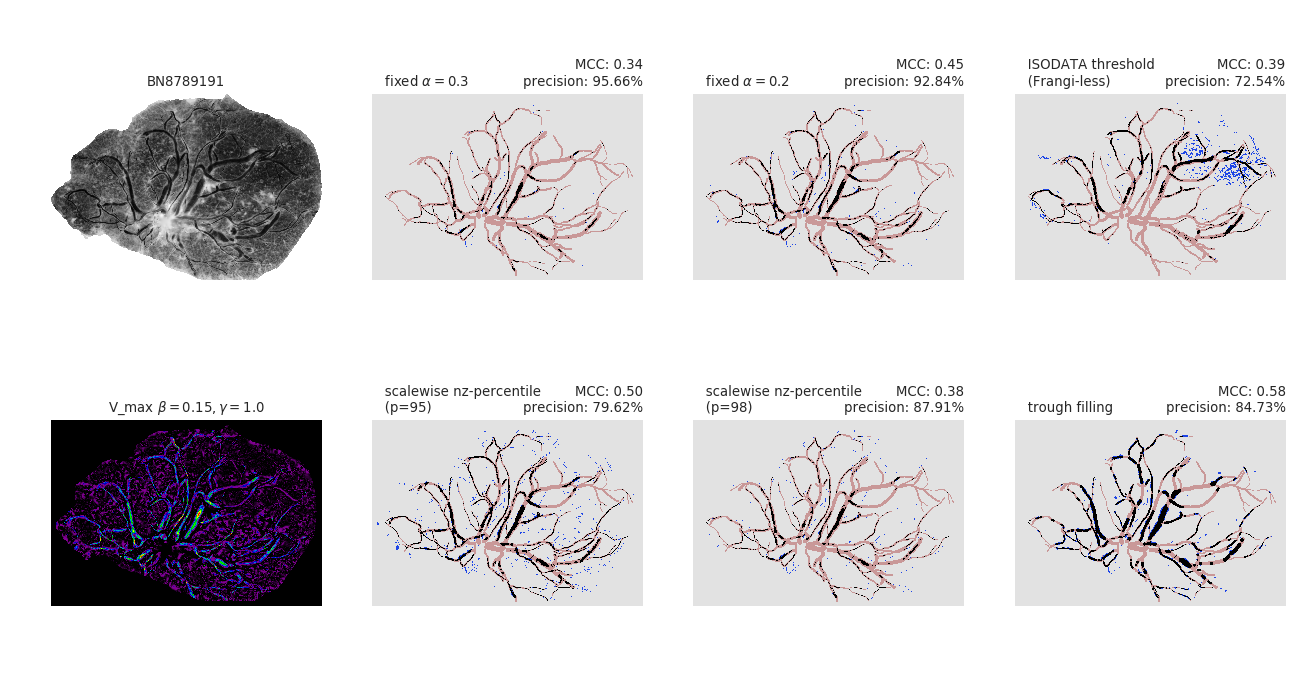 BN8789191
MCC: 0.34
fixed α = 0.3 precision: 95.66%
MCC: 0.45
fixed α = 0.2 precision: 92.84%
ISODATA threshold MCC: 0.39
(Frangi-less) precision: 72.54%
V_max β = 0.15, γ = 1.0
scalewise nz-percentile MCC: 0.50
(p=95) precision: 79.62%
scalewise nz-percentile MCC: 0.38
(p=98) precision: 87.91%
MCC: 0.58
trough filling precision: 84.73%